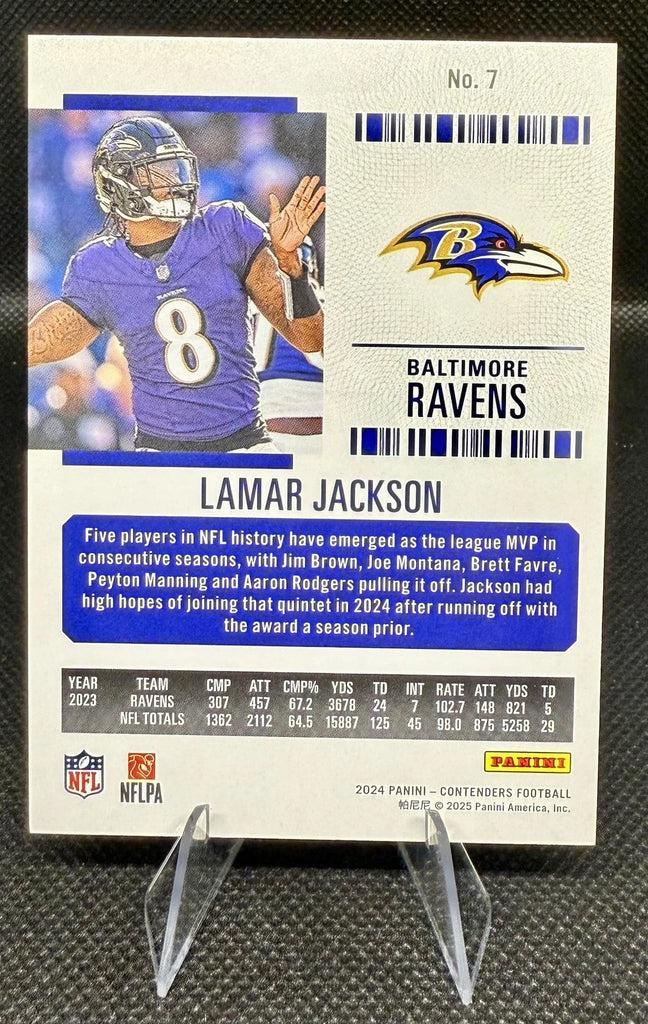 No. 7
B
RAVENS
8
BALTIMORE
RAVENS
LAMAR JACKSON
Five players in NFL history have emerged as the league MVP in
consecutive seasons, with Jim Brown, Joe Montana, Brett Favre,
Peyton Manning and Aaron Rodgers pulling it off. Jackson had
high hopes of joining that quintet in 2024 after running off with
the award a season prior.
YEAR TEAM CMP ATT CMP% YDS TD INT RATE ATT YDS TD
2023 RAVENS 307 457 67.2 3678 24 7 102.7 148 821 5
NFL TOTALS 1362 2112 64.5 15887 125 45 98.0 875 5258 29
NFL
NFLPA
PANINI
2024 PANINI – CONTENDERS FOOTBALL
帕尼尼 © 2025 Panini America, Inc.